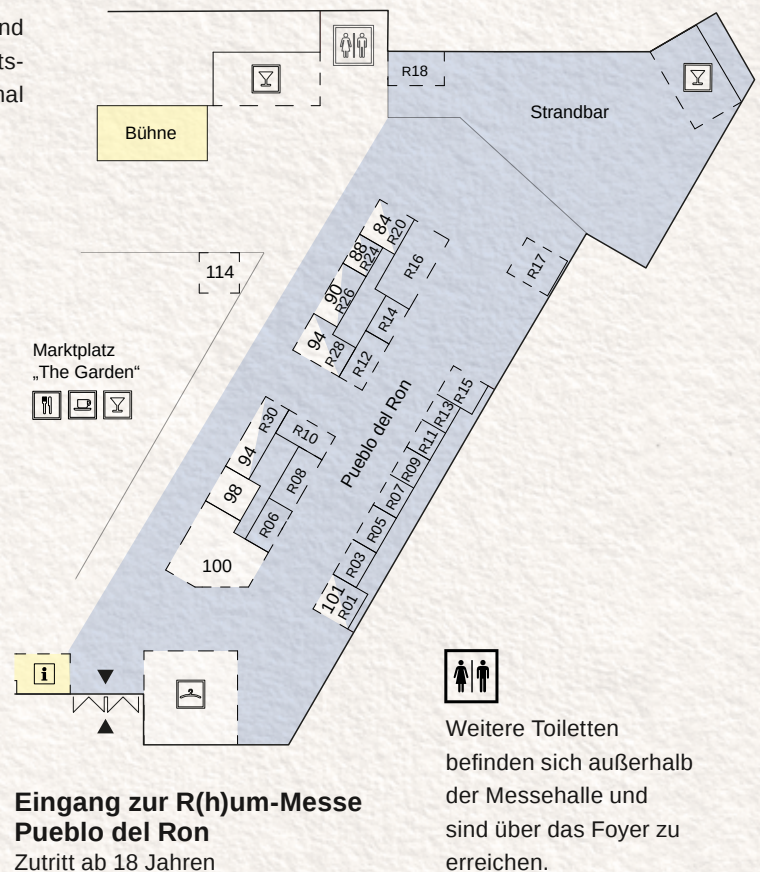 nd
ts-
nal
R18
Strandbar
Bühne
84
R20
88
R24
R16
R17
114
90
R26
R14
94
R28
R12
Marktplatz
„The Garden“
Pueblo del Ron
R15
R13
R30
R10
94
R11
R09
98
R08
R07
R06
R05
100
R03
101
R01
i
Weitere Toiletten
befinden sich außerhalb
der Messehalle und
sind über das Foyer zu
erreichen.
Eingang zur R(h)um-Messe
Pueblo del Ron
Zutritt ab 18 Jahren